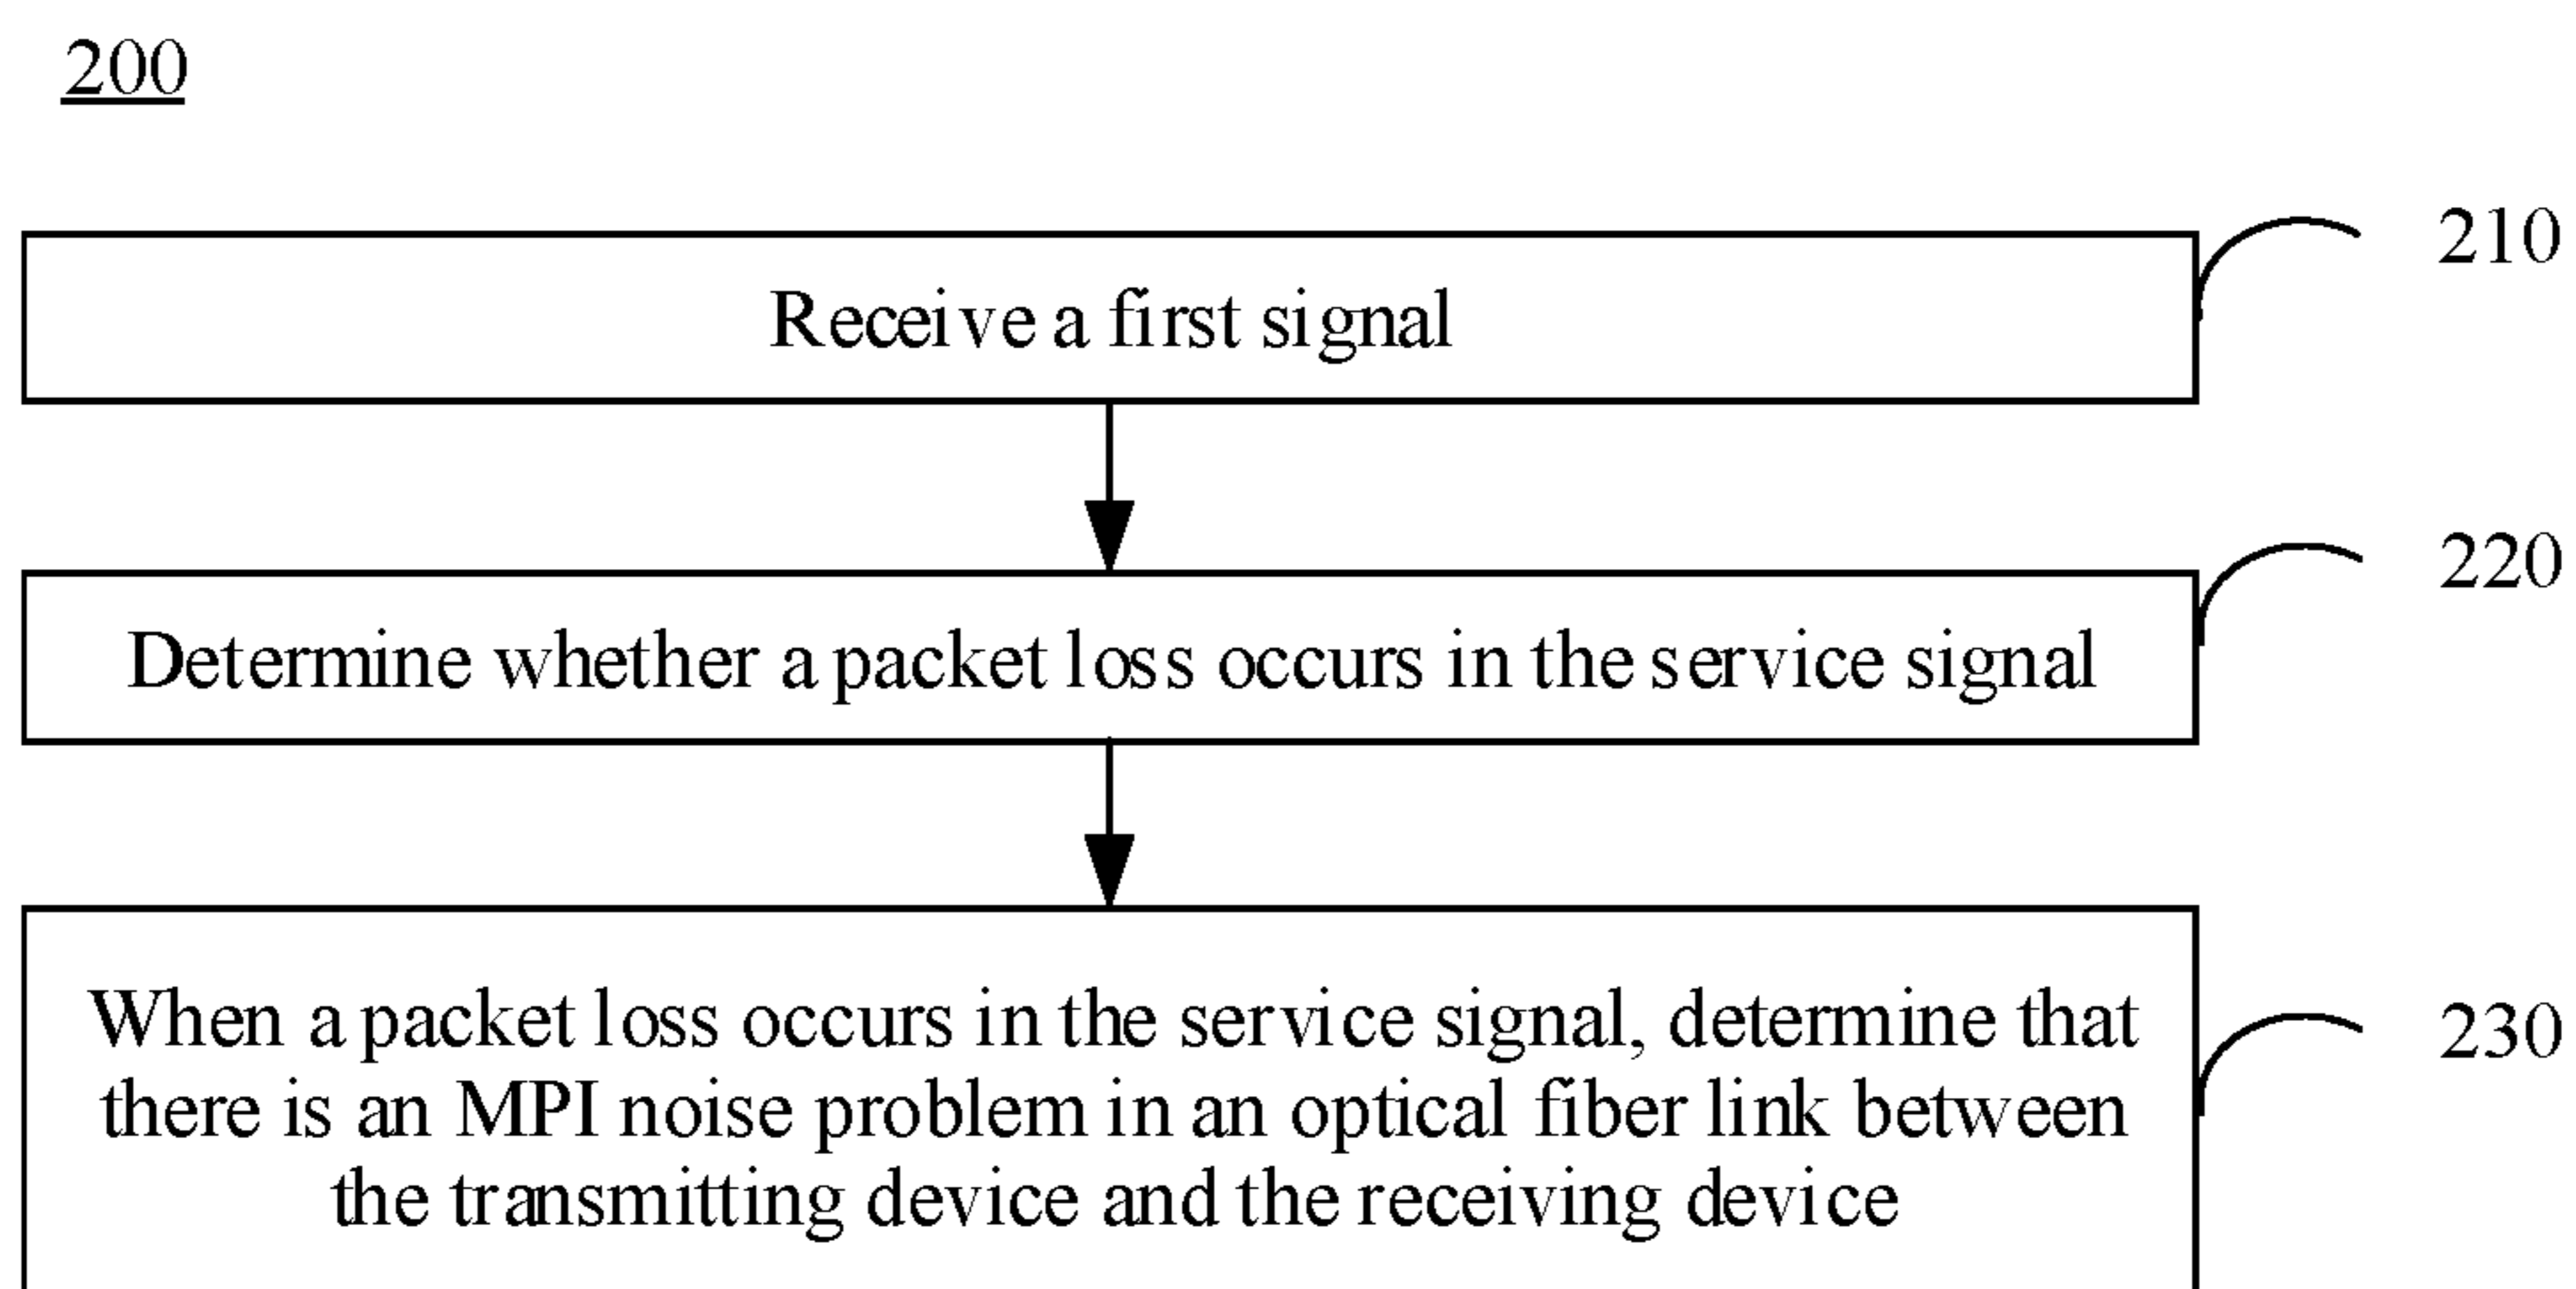 200
210
Receive a first signal
220
Determine whether a packet loss occurs in the service signal
When a packet loss occurs in the service signal, determine that
230
there is an MPI noise problem in an optical fiber link between
the transmitting device and the receiving device